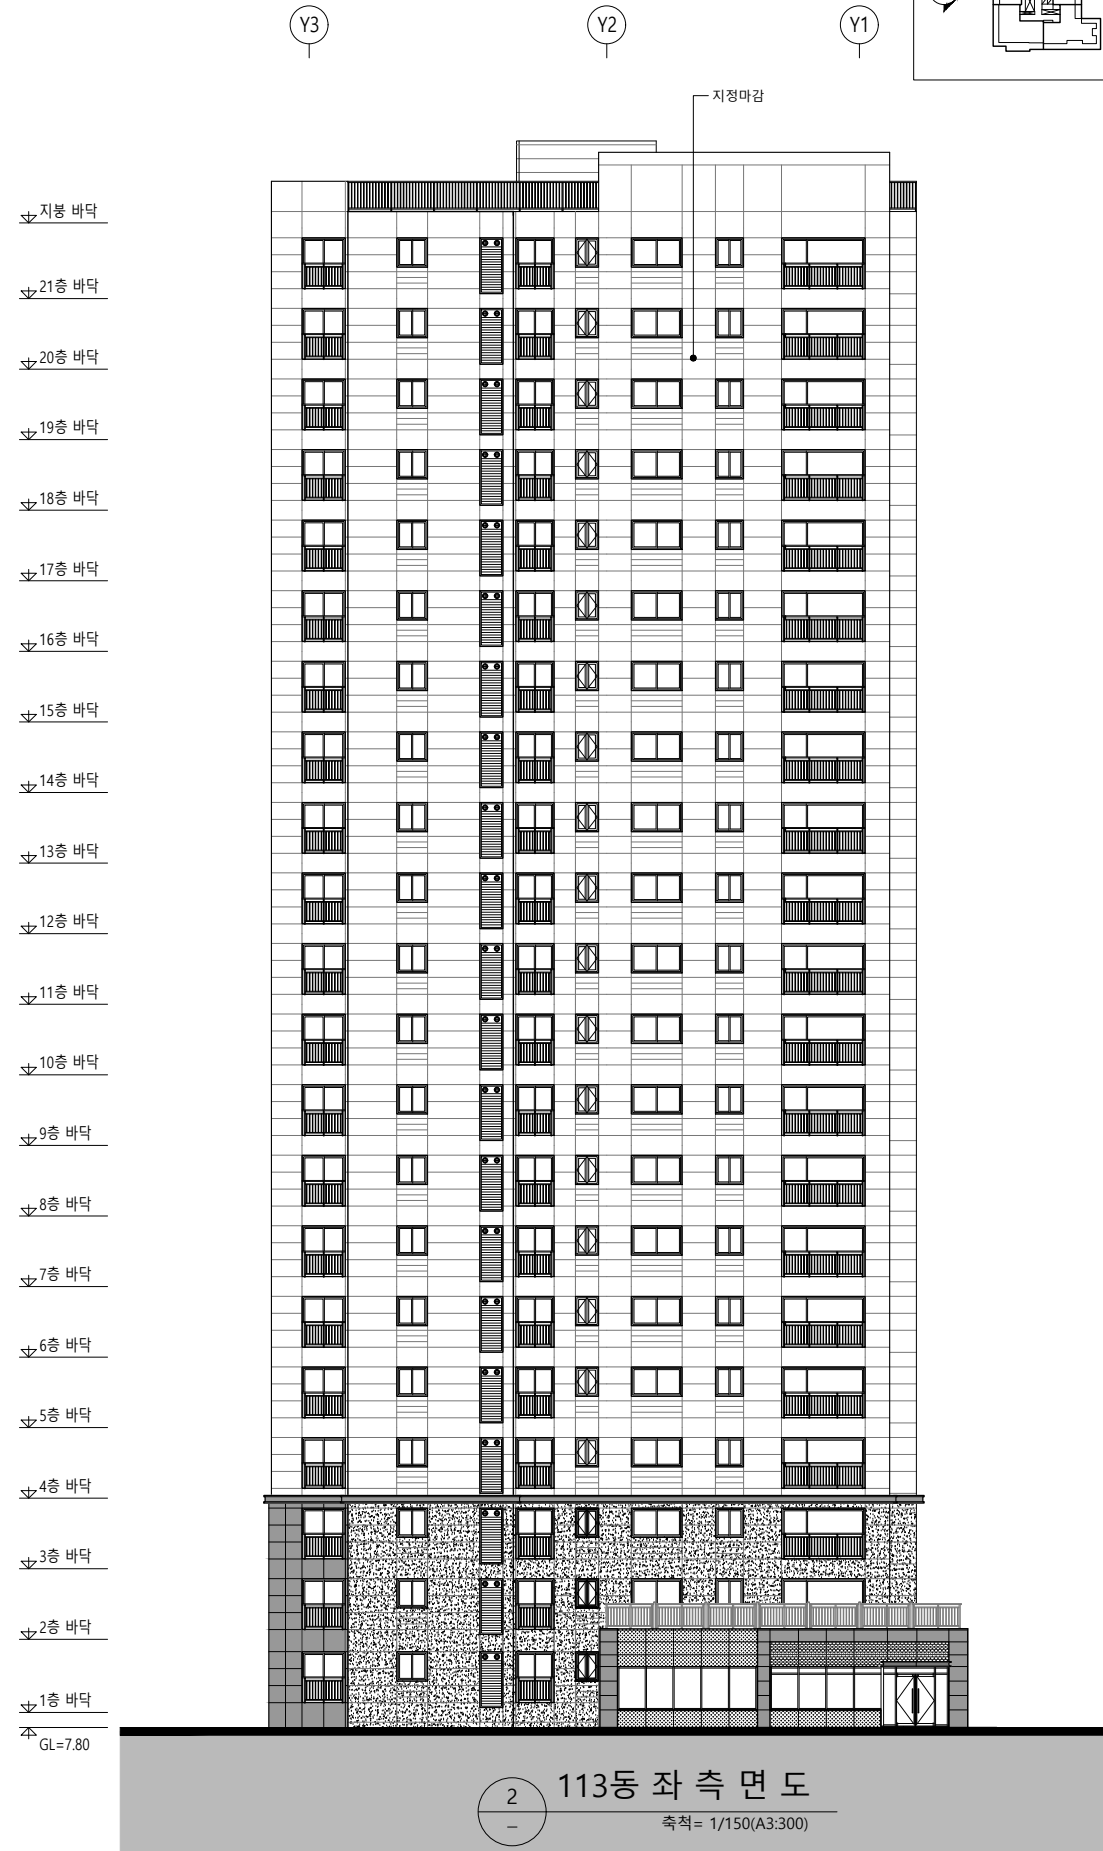 Y3
Y2
Y1
지정마감
지붕 바닥
21층 바닥
20층 바닥
19층 바닥
18층 바닥
17층 바닥
16층 바닥
15층 바닥
14층 바닥
13층 바닥
12층 바닥
11층 바닥
10층 바닥
9층 바닥
8층 바닥
7층 바닥
6층 바닥
5층 바닥
4층 바닥
3층 바닥
2층 바닥
1층 바닥
GL=7.80
2
–
113동 좌 측 면 도
축척= 1/150(A3:300)